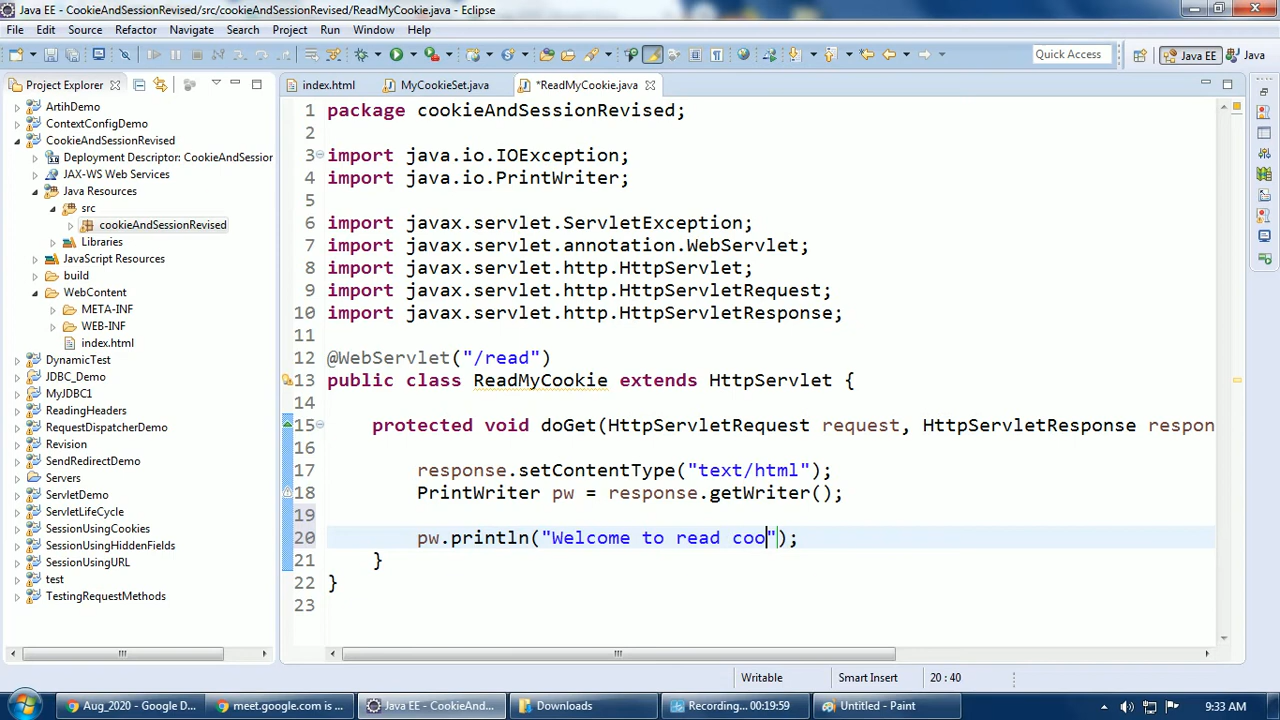 Java EE - CookieAndSessionRevised/src/cookieAndSessionRevised/ReadMyCookie.java - Eclipse
File Edit Source Refactor Navigate Search Project Run Window Help
Quick Access
Java EE
Java
Project Explorer
index.html
MyCookieSet.java
*ReadMyCookie.java
ArtihDemo
ContextConfigDemo
CookieAndSessionRevised
Deployment Descriptor: CookieAndSession
JAX-WS Web Services
Java Resources
src
cookieAndSessionRevised
Libraries
JavaScript Resources
build
WebContent
META-INF
WEB-INF
index.html
DynamicTest
JDBC_Demo
MyJDBC1
ReadingHeaders
RequestDispatcherDemo
Revision
SendRedirectDemo
Servers
ServletDemo
ServletLifeCycle
SessionUsingCookies
SessionUsingHiddenFields
SessionUsingURL
test
TestingRequestMethods
1 package cookieAndSessionRevised;
2
3 import java.io.IOException;
4 import java.io.PrintWriter;
5
6 import javax.servlet.ServletException;
7 import javax.servlet.annotation.WebServlet;
8 import javax.servlet.http.HttpServlet;
9 import javax.servlet.http.HttpServletRequest;
10 import javax.servlet.http.HttpServletResponse;
11
12 @WebServlet("/read")
13 public class ReadMyCookie extends HttpServlet {
14
15 protected void doGet(HttpServletRequest request, HttpServletResponse respon
16
17 response.setContentType("text/html");
18 PrintWriter pw = response.getWriter();
19
20 pw.println("Welcome to read coo");
21 }
22 }
23
Writable
Smart Insert
20 : 40
Aug_2020 - Google D...
meet.google.com is ...
Java EE - CookieAnd...
Downloads
Recording... 00:19:59
Untitled - Paint
9:33 AM